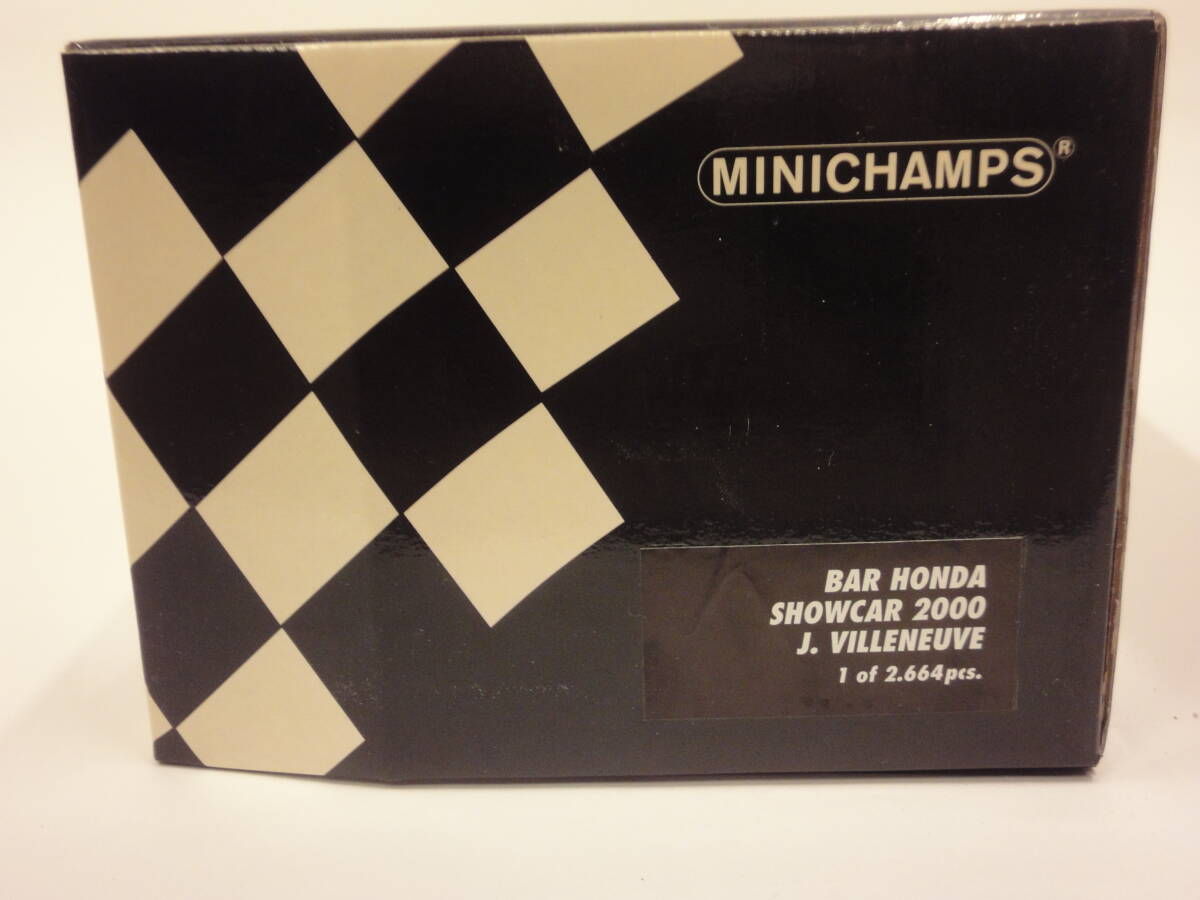 MINICHAMPS®
BAR HONDA
SHOWCAR 2000
J. VILLENEUVE
1 of 2.664pcs.